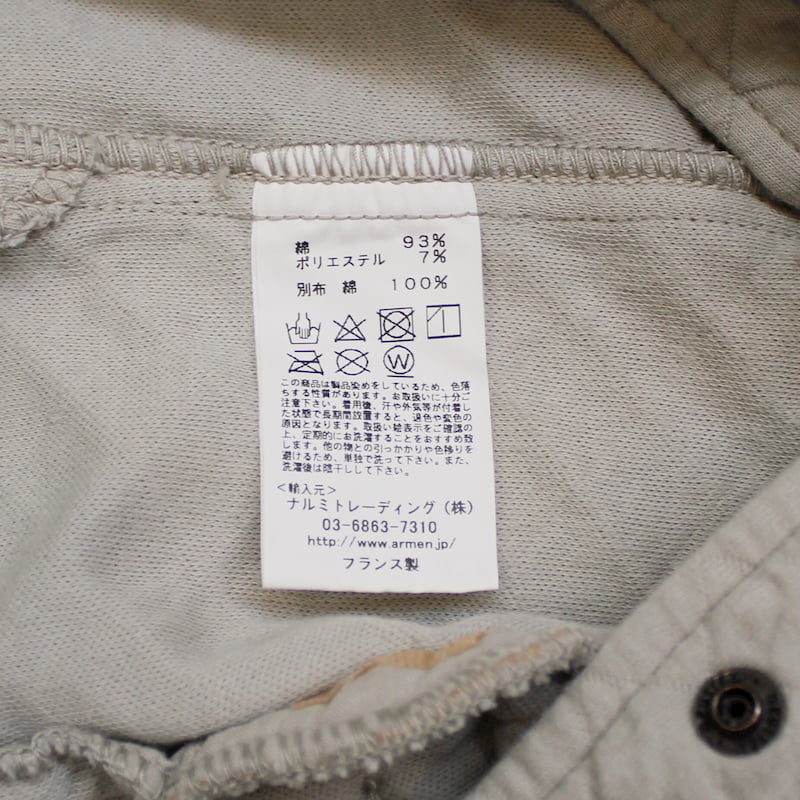 綿 93%
ポリエステル 7%
別布 綿 100%
W
この商品は製品染めをしているため、色落
ちする性質があります。お取扱いに十分ご
注意下さい。着用後、汗や外気等が付着し
た状態で長期間放置すると、退色や変色の
原因となります。取扱い絵表示をご確認の
上、定期的にお洗濯することをおすすめ致
します。他の物との引っかかりや色移りを
避けるため、単独で洗って下さい。また、
洗濯後は陰干しして下さい。
<輸入元>
ナルミトレーディング(株)
03-6863-7310
http://www.armen.jp/
フランス製